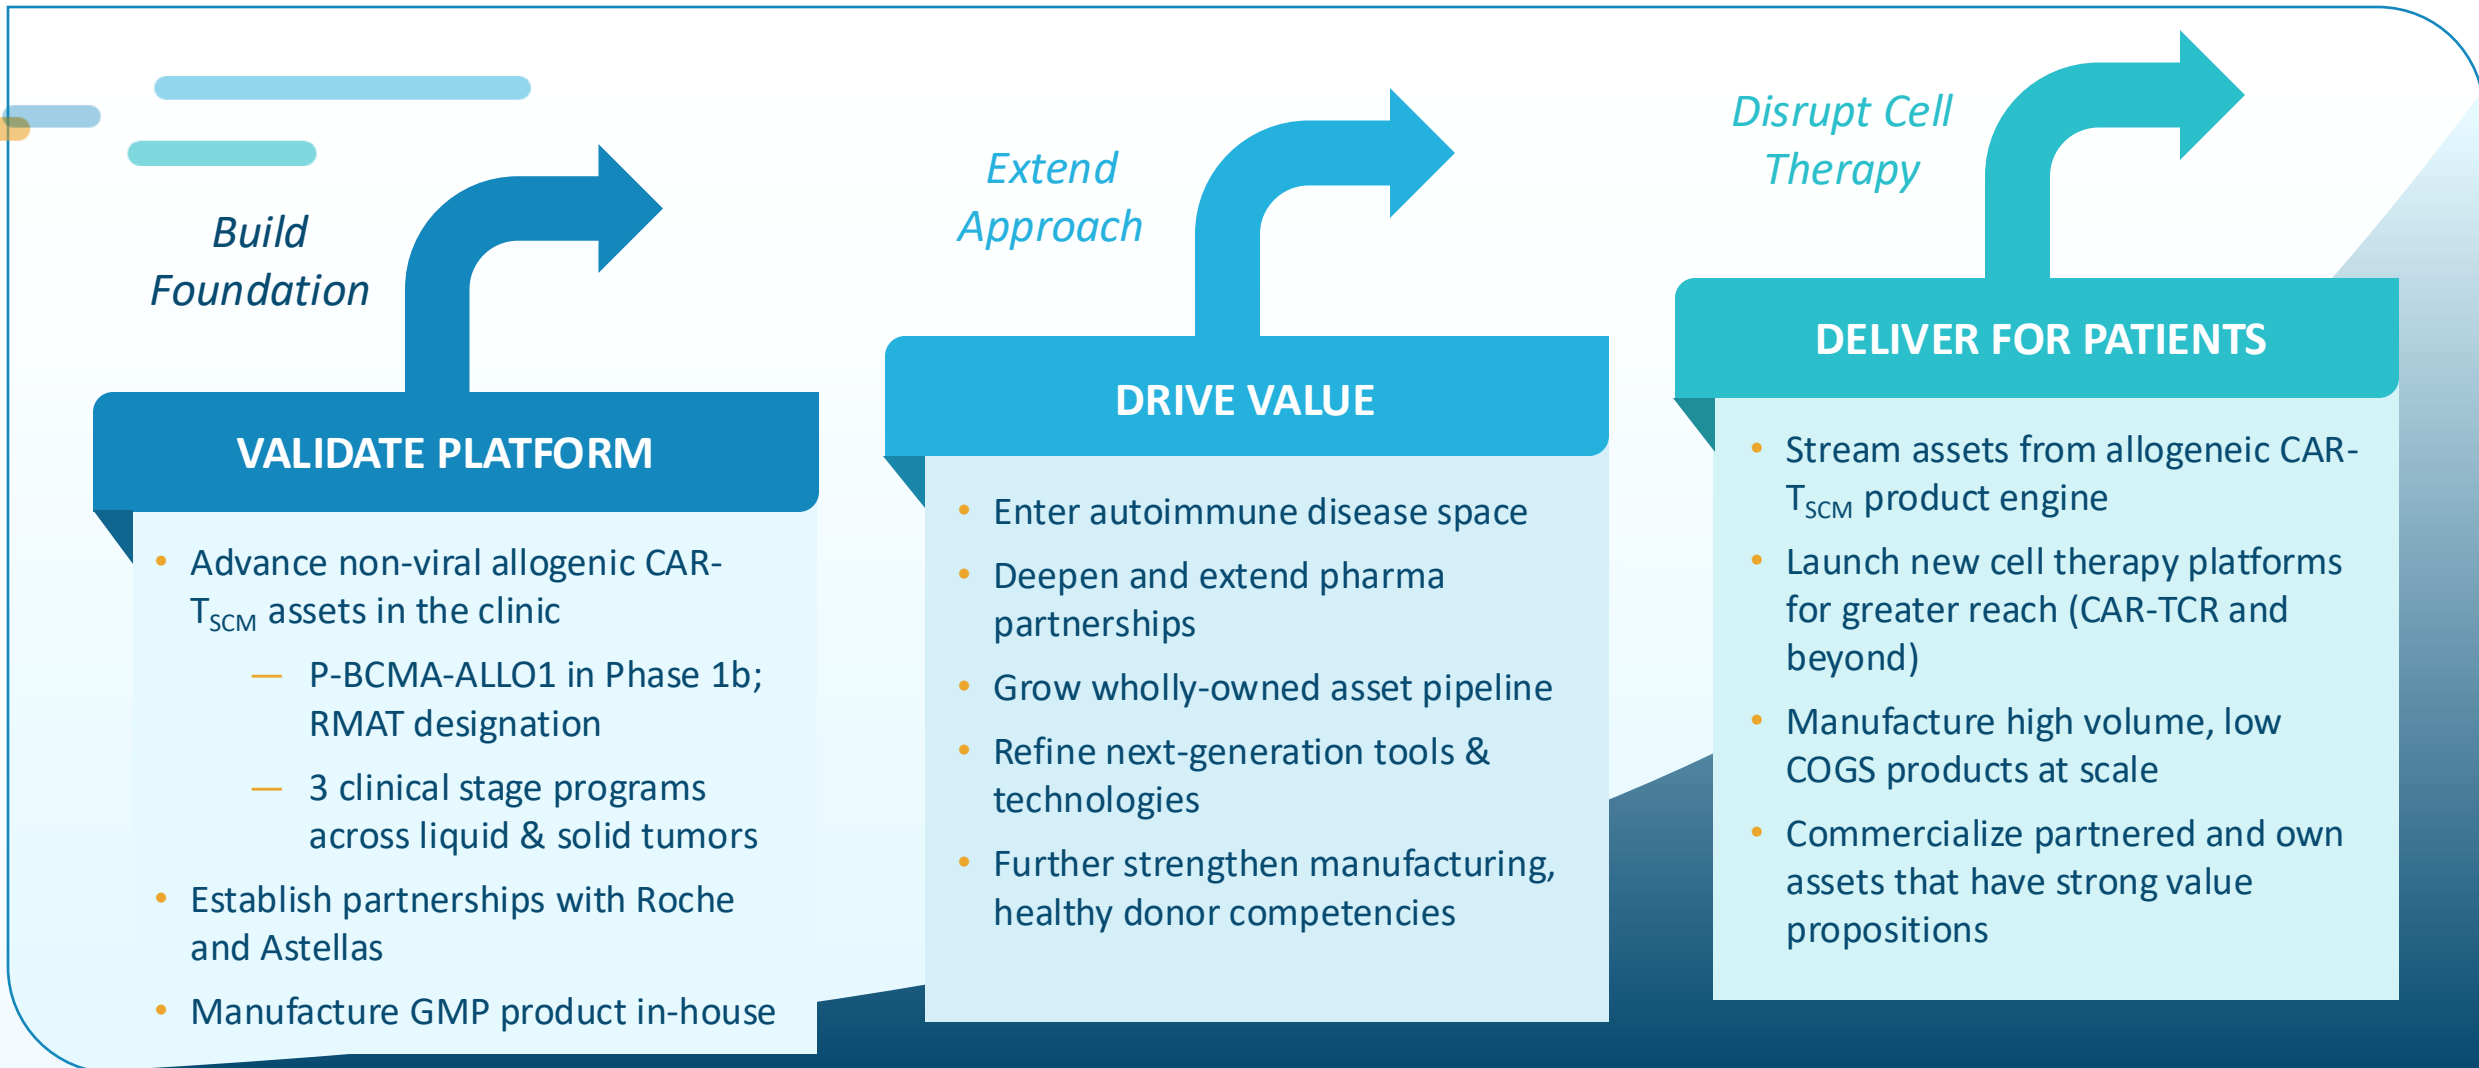 Build
Foundation
VALIDATE PLATFORM
• Advance non-viral allogenic CAR-
TSCM assets in the clinic
— P-BCMA-ALLO1 in Phase 1b;
RMAT designation
— 3 clinical stage programs
across liquid & solid tumors
• Establish partnerships with Roche
and Astellas
• Manufacture GMP product in-house
Extend
Approach
DRIVE VALUE
• Enter autoimmune disease space
• Deepen and extend pharma
partnerships
• Grow wholly-owned asset pipeline
• Refine next-generation tools &
technologies
• Further strengthen manufacturing,
healthy donor competencies
Disrupt Cell
Therapy
DELIVER FOR PATIENTS
• Stream assets from allogeneic CAR-
TSCM product engine
• Launch new cell therapy platforms
for greater reach (CAR-TCR and
beyond)
• Manufacture high volume, low
COGS products at scale
• Commercialize partnered and own
assets that have strong value
propositions